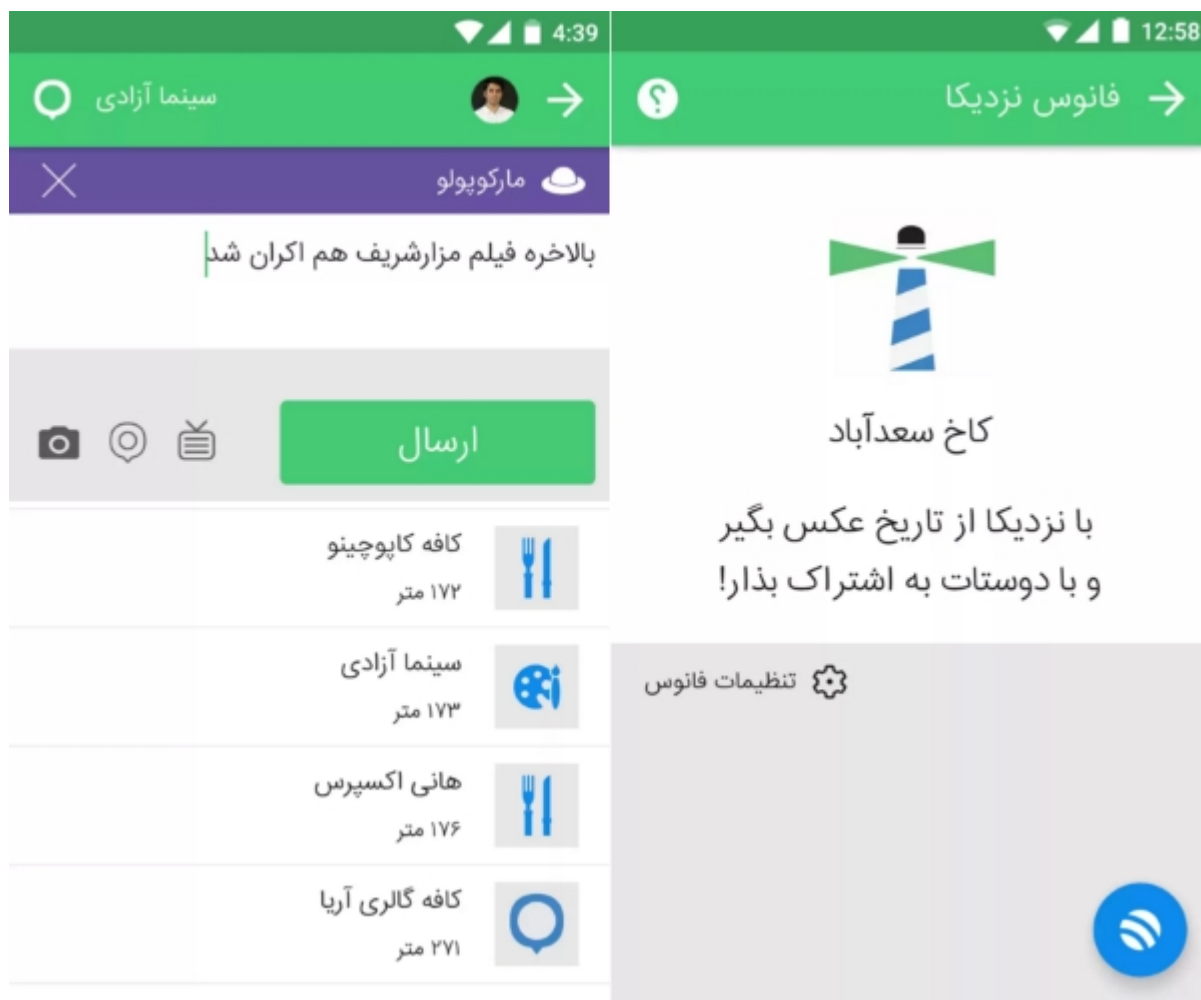 4:39
سینما آزادی
مارکوپولو
بالاخره فیلم مزارشریف هم اکران شد
ارسال
کافه کاپوچینو
۱۷۲ متر
سینما آزادی
۱۷۳ متر
هانی اکسپرس
۱۷۶ متر
کافه گالری آریا
۲۷۱ متر
12:58
فانوس نزدیکا
کاخ سعدآباد
با نزدیکا از تاریخ عکس بگیر
و با دوستات به اشتراک بذار!
تنظیمات فانوس